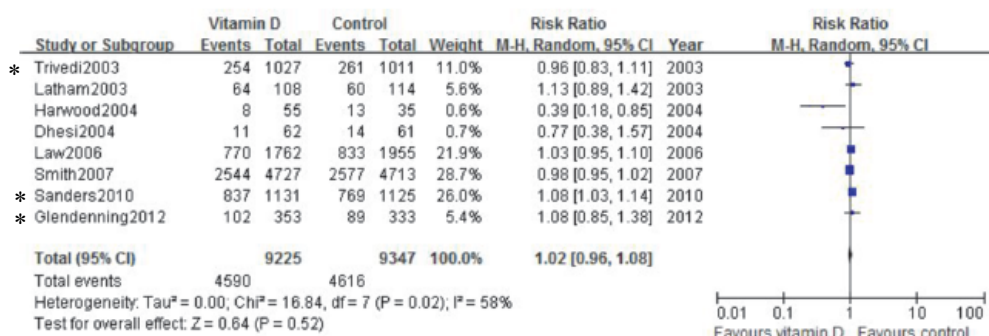 Vitamin D Control Risk Ratio Risk Ratio
Study or Subgroup Events Total Events Total Weight M-H, Random, 95% CI Year M-H, Random, 95% CI
* Trivedi2003 254 1027 261 1011 11.0% 0.96 [0.83, 1.11] 2003
Latham2003 64 108 60 114 5.6% 1.13 [0.89, 1.42] 2003
Harwood2004 8 55 13 35 0.6% 0.39 [0.18, 0.85] 2004
Dhesi2004 11 62 14 61 0.7% 0.77 [0.38, 1.57] 2004
Law2006 770 1762 833 1955 21.9% 1.03 [0.95, 1.10] 2006
Smith2007 2544 4727 2577 4713 28.7% 0.98 [0.95, 1.02] 2007
* Sanders2010 837 1131 769 1125 26.0% 1.08 [1.03, 1.14] 2010
* Glendenning2012 102 353 89 333 5.4% 1.08 [0.85, 1.38] 2012
Total (95% CI) 9225 9347 100.0% 1.02 [0.96, 1.08]
Total events 4590 4616
Heterogeneity: Tau² = 0.00; Chi² = 16.84, df = 7 (P = 0.02); I² = 58%
Test for overall effect: Z = 0.64 (P = 0.52)
0.01 0.1 1 10 100
Favours vitamin D Favours control